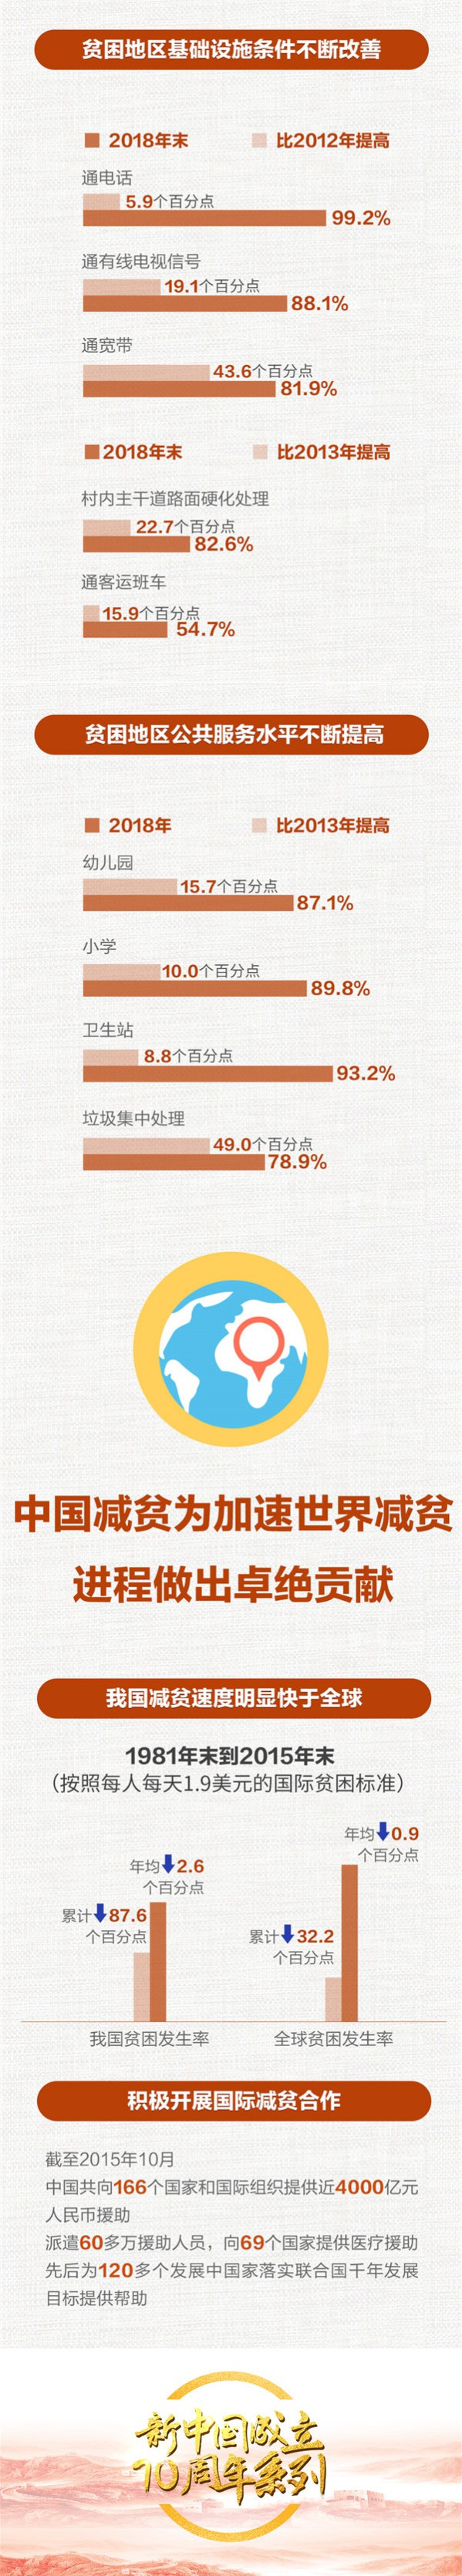 贫困地区基础设施条件不断改善
2018年末 比2012年提高
通电话
5.9个百分点
99.2%
通有线电视信号
19.1个百分点
88.1%
通宽带
43.6个百分点
81.9%
2018年末 比2013年提高
村内主干道路面硬化处理
22.7个百分点
82.6%
通客运班车
15.9个百分点
54.7%
贫困地区公共服务水平不断提高
2018年 比2013年提高
幼儿园
15.7个百分点
87.1%
小学
10.0个百分点
89.8%
卫生站
8.8个百分点
93.2%
垃圾集中处理
49.0个百分点
78.9%
中国减贫为加速世界减贫
进程做出卓绝贡献
我国减贫速度明显快于全球
1981年末到2015年末
（按照每人每天1.9美元的国际贫困标准）
年均⬇2.6
个百分点
累计⬇87.6
个百分点
年均⬇0.9
个百分点
累计⬇32.2
个百分点
我国贫困发生率 全球贫困发生率
积极开展国际减贫合作
截至2015年10月
中国共向166个国家和国际组织提供近4000亿元
人民币援助
派遣60多万援助人员，向69个国家提供医疗援助
先后为120多个发展中国家落实联合国千年发展
目标提供帮助
新中国成立
70周年系列